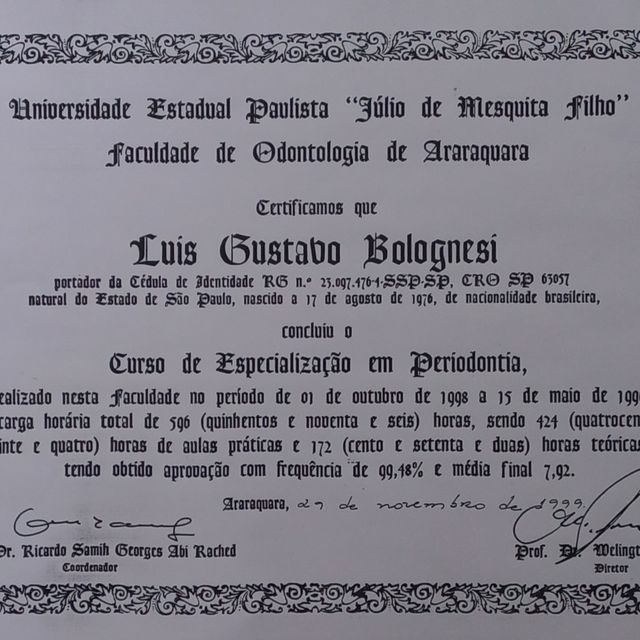 Universidade Estadual Paulista "Júlio de Mesquita Filho"
Faculdade de Odontologia de Araraquara
Certificamos que
Luis Gustavo Bolognesi
portador da Cédula de Identidade RG n.º 23.097.476-1-SSP-SP, CRO SP 63057
natural do Estado de São Paulo, nascido a 17 de agosto de 1976, de nacionalidade brasileira,
concluiu o
Curso de Especialização em Periodontia,
ealizado nesta Faculdade no período de 01 de outubro de 1998 a 15 de maio de 199
carga horária total de 596 (quinhentos e noventa e seis) horas, sendo 424 (quatrocen
inte e quatro) horas de aulas práticas e 172 (cento e setenta e duas) horas teóricas
tendo obtido aprovação com frequência de 99,48% e média final 7,92.
Araraquara, 29 de novembro de 1999.
Dr. Ricardo Samih Georges Abi Rached
Coordenador
Prof. Dr. Welingt
Diretor